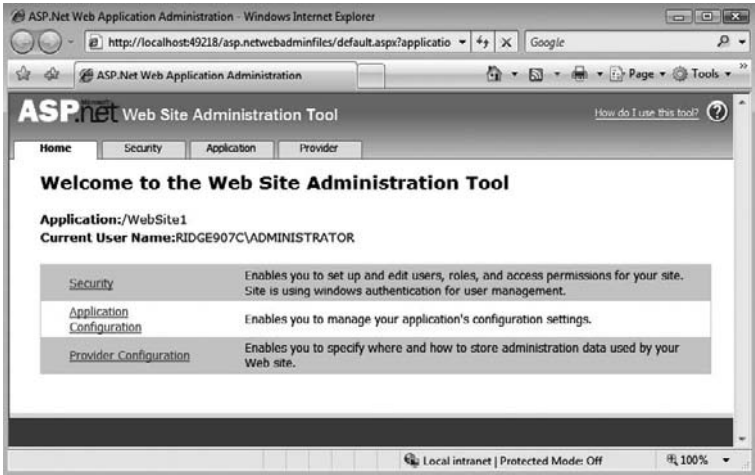 ASP.Net Web Application Administration - Windows Internet Explorer
http://localhost:49218/asp.netwebadminfiles/default.aspx?applicatio
Google
ASP.Net Web Application Administration
Page
Tools
ASP.net Web Site Administration Tool
How do I use this tool? ?
Home Security Application Provider
Welcome to the Web Site Administration Tool
Application:/WebSite1
Current User Name:RIDGE907C\ADMINISTRATOR
Security
Enables you to set up and edit users, roles, and access permissions for your site.
Site is using windows authentication for user management.
Application
Configuration
Enables you to manage your application's configuration settings.
Provider Configuration
Enables you to specify where and how to store administration data used by your
Web site.
Local intranet | Protected Mode: Off
100%